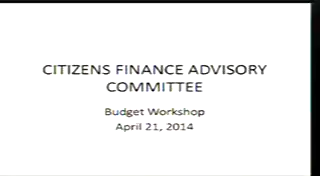 CITIZENS FINANCE ADVISORY
COMMITTEE
Budget Workshop
April 21, 2014